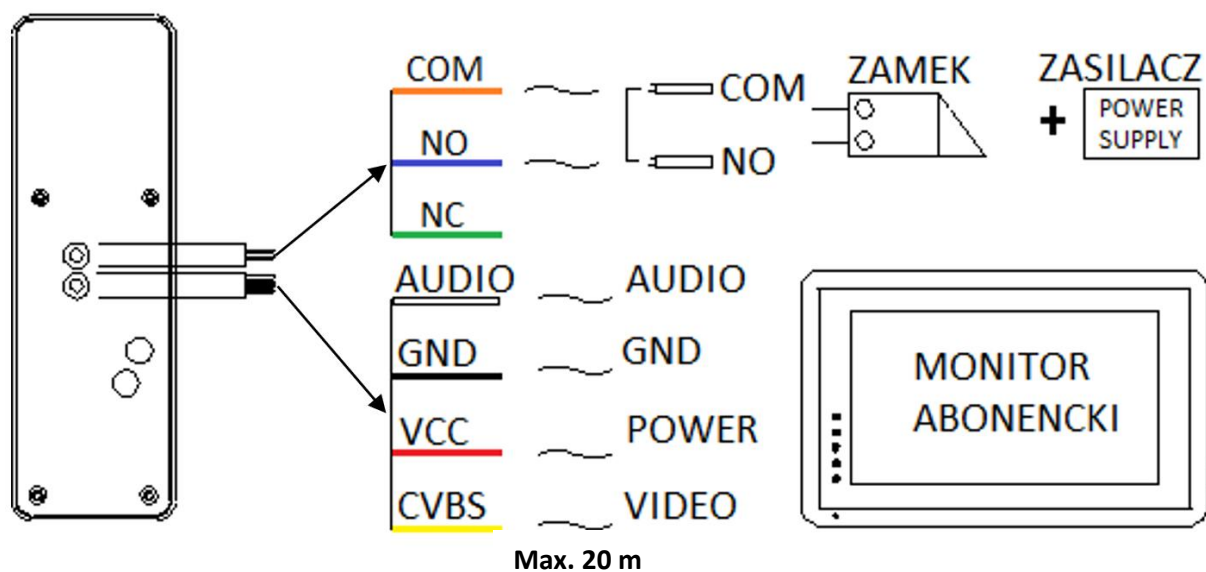 COM
COM
ZAMEK
ZASILACZ
+
POWER
SUPPLY
NO
NO
NC
AUDIO
AUDIO
GND
GND
VCC
POWER
CVBS
VIDEO
MONITOR
ABONENCKI
Max. 20 m